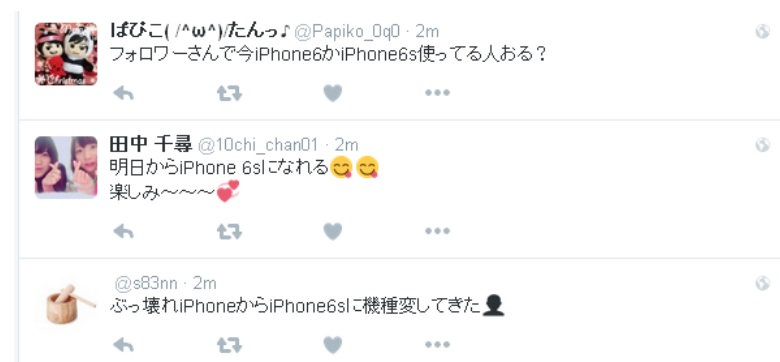 ぱぴこ( /^ω^)/たんっ♪ @Papiko_0q0 · 2m
フォロワーさんで今iPhone6かiPhone6s使ってる人おる？
田中 千尋 @10chi_chan01 · 2m
明日からiPhone 6sになれる😋😋
楽しみ〜〜〜💞
@s83nn · 2m
ぶっ壊れiPhoneからiPhone6sに機種変してきた👤